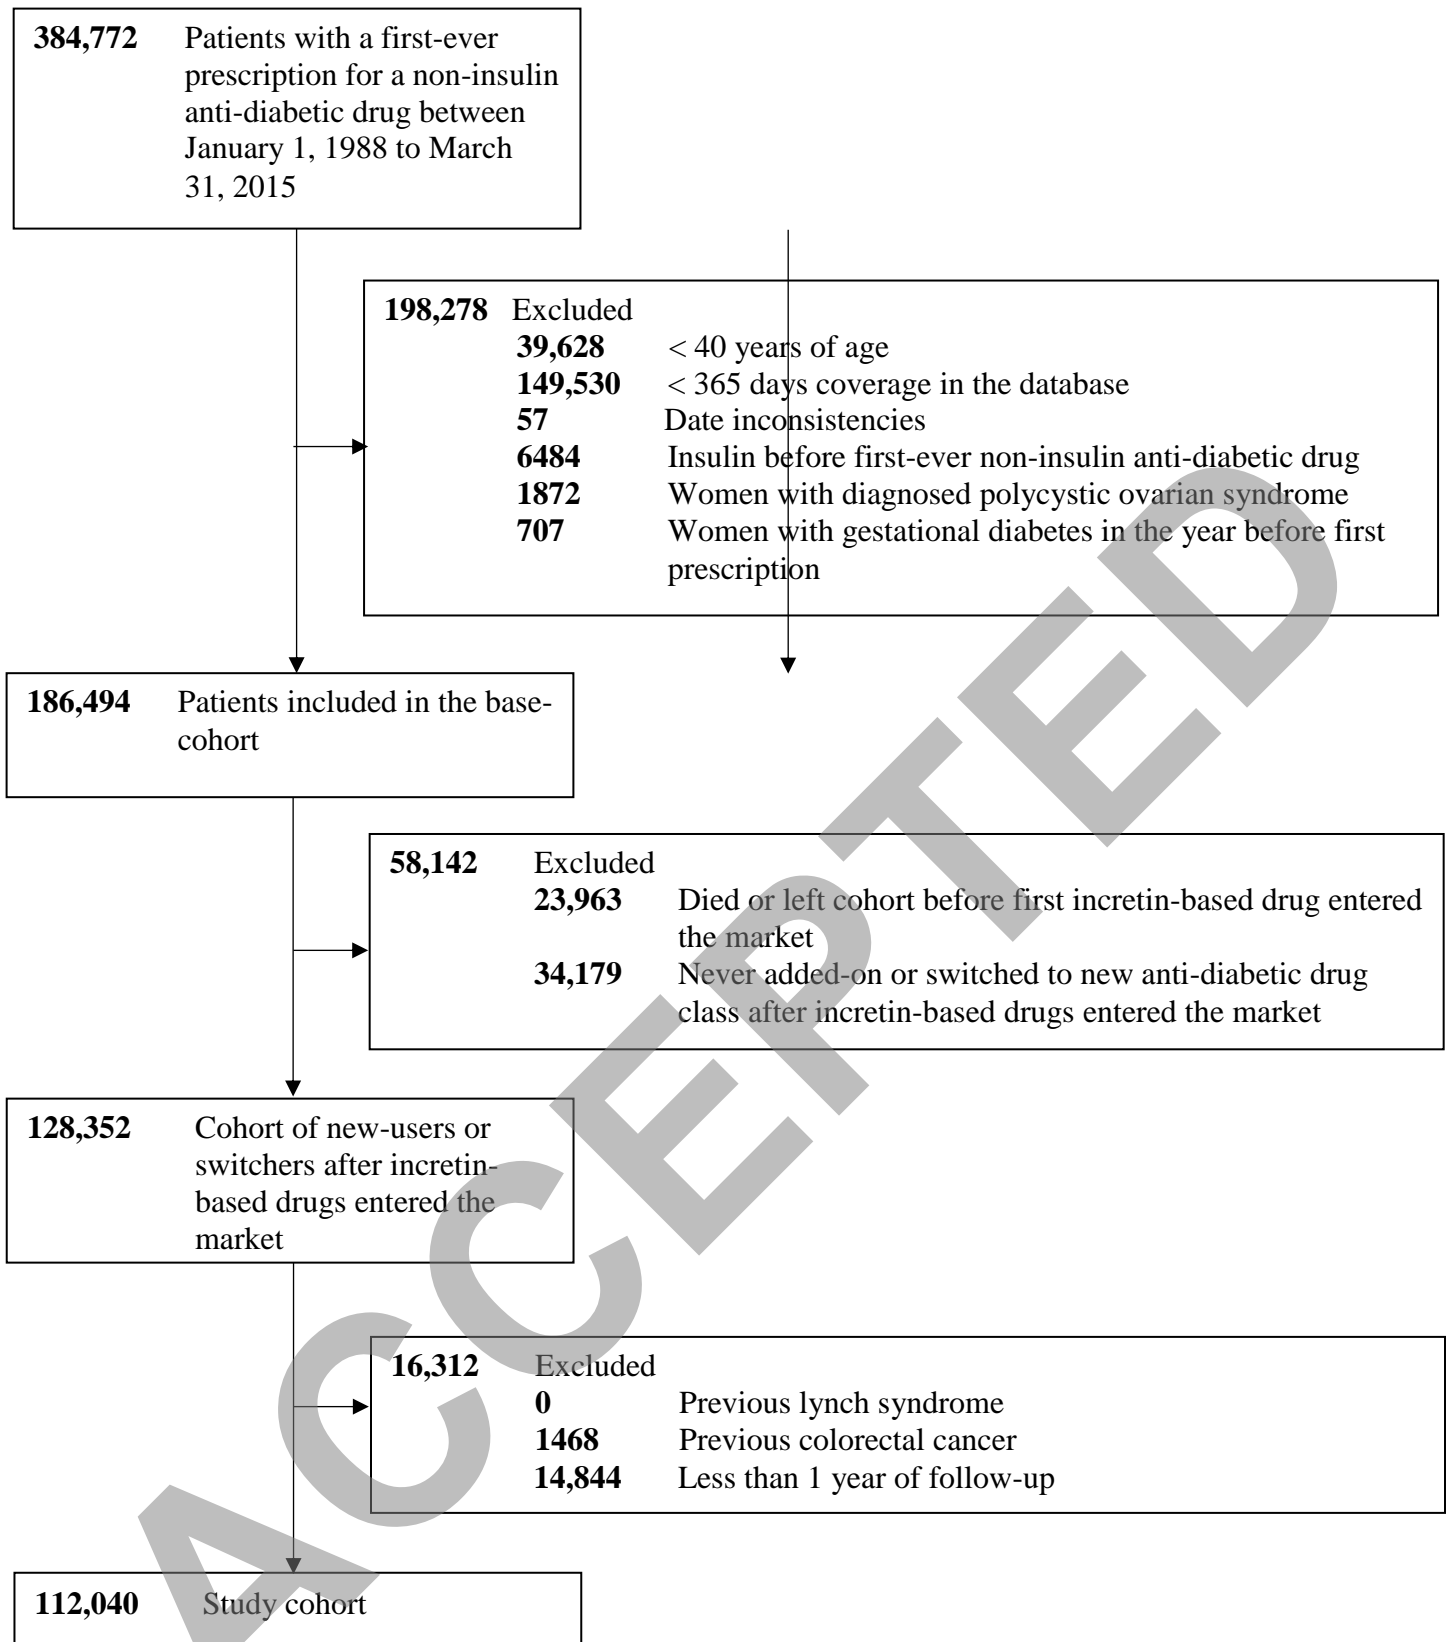 384,772 Patients with a first-ever
prescription for a non-insulin
anti-diabetic drug between
January 1, 1988 to March
31, 2015
198,278 Excluded
39,628 < 40 years of age
149,530 < 365 days coverage in the database
57 Date inconsistencies
6484 Insulin before first-ever non-insulin anti-diabetic drug
1872 Women with diagnosed polycystic ovarian syndrome
707 Women with gestational diabetes in the year before first
prescription
186,494 Patients included in the base-
cohort
58,142 Excluded
23,963 Died or left cohort before first incretin-based drug entered
the market
34,179 Never added-on or switched to new anti-diabetic drug
class after incretin-based drugs entered the market
128,352 Cohort of new-users or
switchers after incretin-
based drugs entered the
market
16,312 Excluded
0 Previous lynch syndrome
1468 Previous colorectal cancer
14,844 Less than 1 year of follow-up
112,040 Study cohort
ACCEPTED